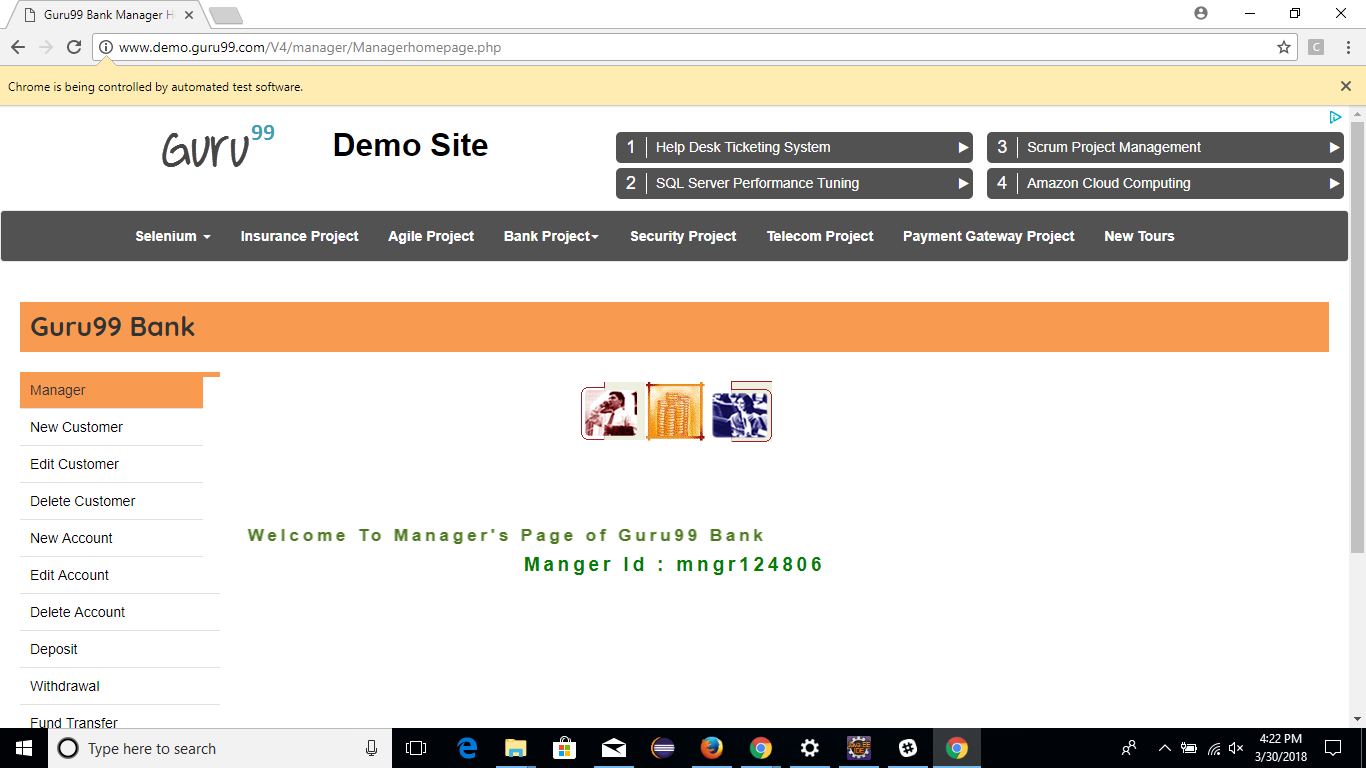 Guru99 Bank Manager H
www.demo.guru99.com/V4/manager/Managerhomepage.php
C
Chrome is being controlled by automated test software.
Guru99
Demo Site
1 Help Desk Ticketing System
3 Scrum Project Management
2 SQL Server Performance Tuning
4 Amazon Cloud Computing
Selenium Insurance Project Agile Project Bank Project Security Project Telecom Project Payment Gateway Project New Tours
Guru99 Bank
Manager
New Customer
Edit Customer
Delete Customer
New Account
Edit Account
Delete Account
Deposit
Withdrawal
Fund Transfer
Welcome To Manager's Page of Guru99 Bank
Manger Id : mngr124806
Type here to search
4:22 PM
3/30/2018